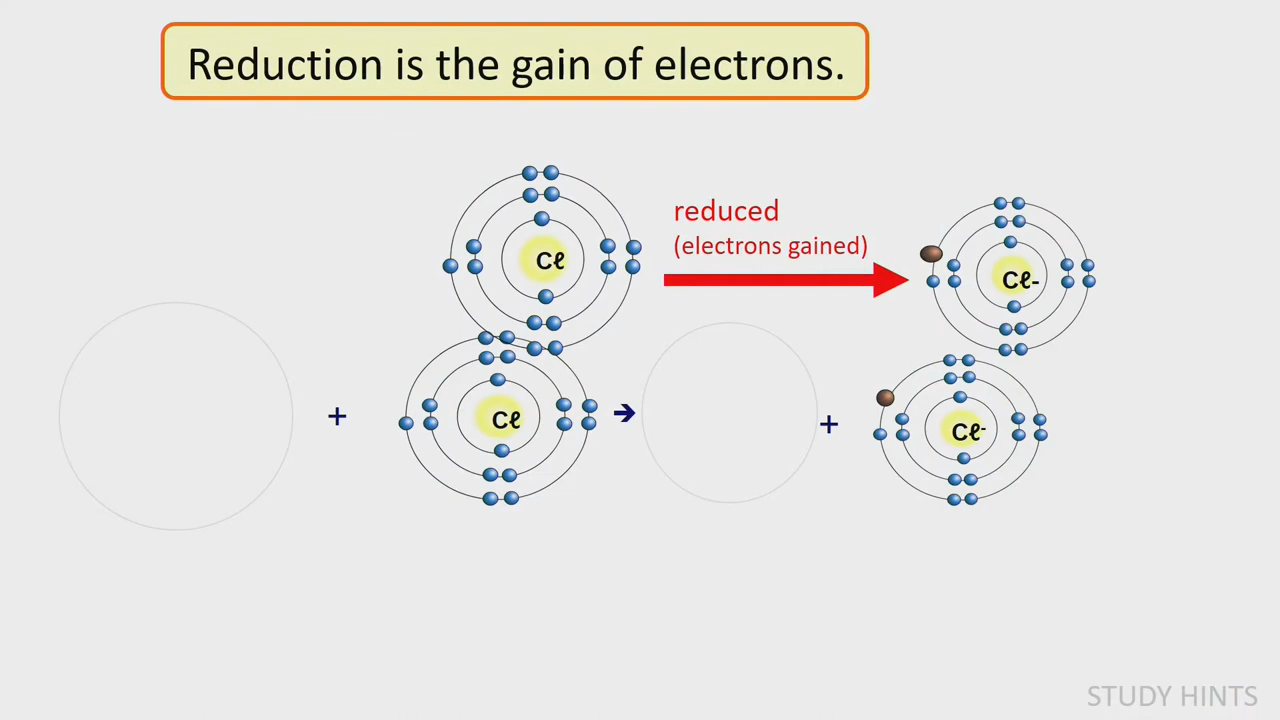 Reduction is the gain of electrons.
reduced
(electrons gained)
Cℓ
Cℓ-
+ Cℓ ➔ + Cℓ-
STUDY HINTS